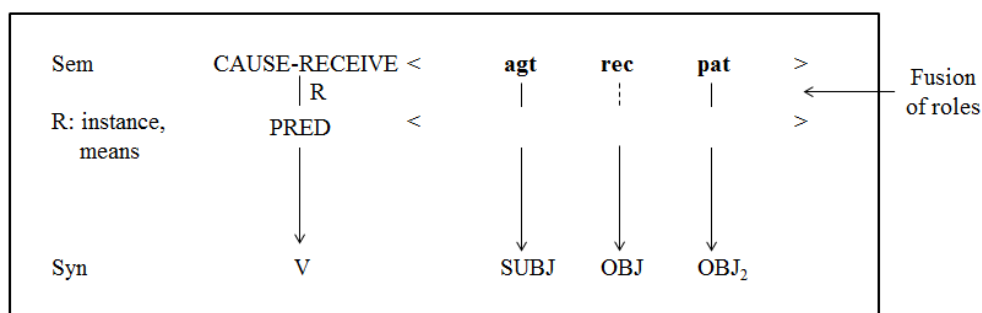 Sem CAUSE-RECEIVE < agt rec pat >
R
Fusion
of roles
R: instance,
means
PRED < >
Syn V SUBJ OBJ OBJ₂